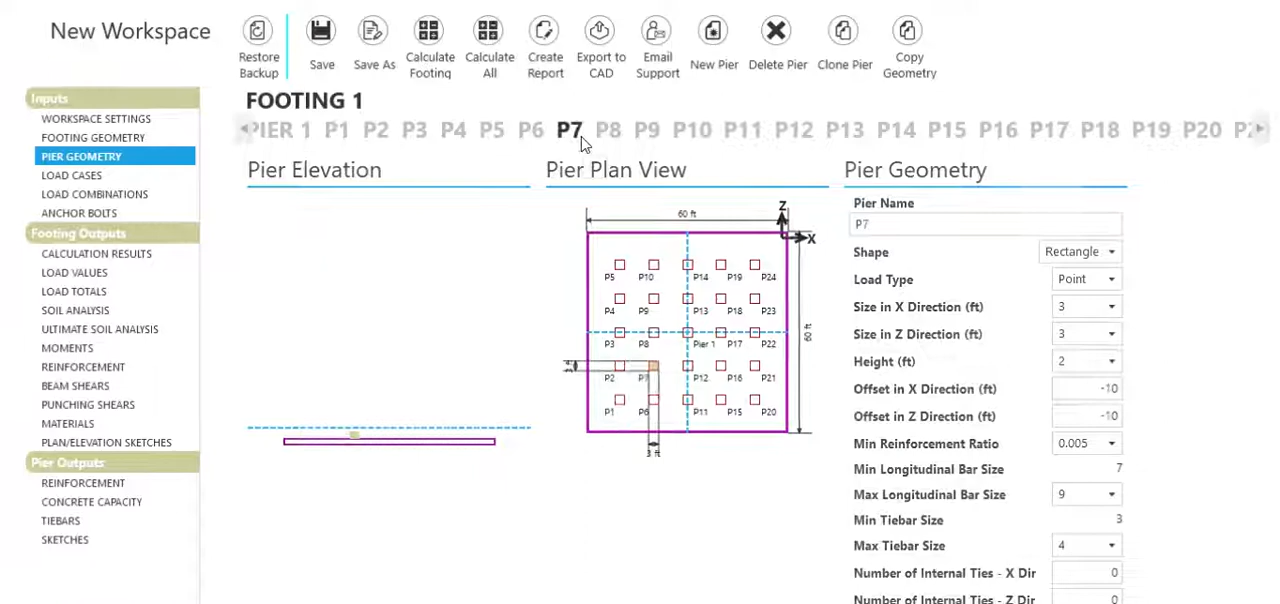 New Workspace
Restore Backup
Save
Save As
Calculate Footing
Calculate All
Create Report
Export to CAD
Email Support
New Pier
Delete Pier
Clone Pier
Copy Geometry
Inputs
WORKSPACE SETTINGS
FOOTING GEOMETRY
PIER GEOMETRY
LOAD CASES
LOAD COMBINATIONS
ANCHOR BOLTS
Footing Outputs
CALCULATION RESULTS
LOAD VALUES
LOAD TOTALS
SOIL ANALYSIS
ULTIMATE SOIL ANALYSIS
MOMENTS
REINFORCEMENT
BEAM SHEARS
PUNCHING SHEARS
MATERIALS
PLAN/ELEVATION SKETCHES
Pier Outputs
REINFORCEMENT
CONCRETE CAPACITY
TIEBARS
SKETCHES
FOOTING 1
PIER 1 P1 P2 P3 P4 P5 P6 P7 P8 P9 P10 P11 P12 P13 P14 P15 P16 P17 P18 P19 P20
Pier Elevation
Pier Plan View
60 ft
Z
X
P5 P10 P14 P19 P24
P4 P9 P13 P18 P23
60 ft
P3 P8 Pier 1 P17 P22
P2 P7 P12 P16 P21
P1 P6 P11 P15 P20
3 ft
Pier Geometry
Pier Name
P7
Shape Rectangle
Load Type Point
Size in X Direction (ft) 3
Size in Z Direction (ft) 3
Height (ft) 2
Offset in X Direction (ft) -10
Offset in Z Direction (ft) -10
Min Reinforcement Ratio 0.005
Min Longitudinal Bar Size 7
Max Longitudinal Bar Size 9
Min Tiebar Size 3
Max Tiebar Size 4
Number of Internal Ties - X Dir 0
Number of Internal Ties - Z Dir 0